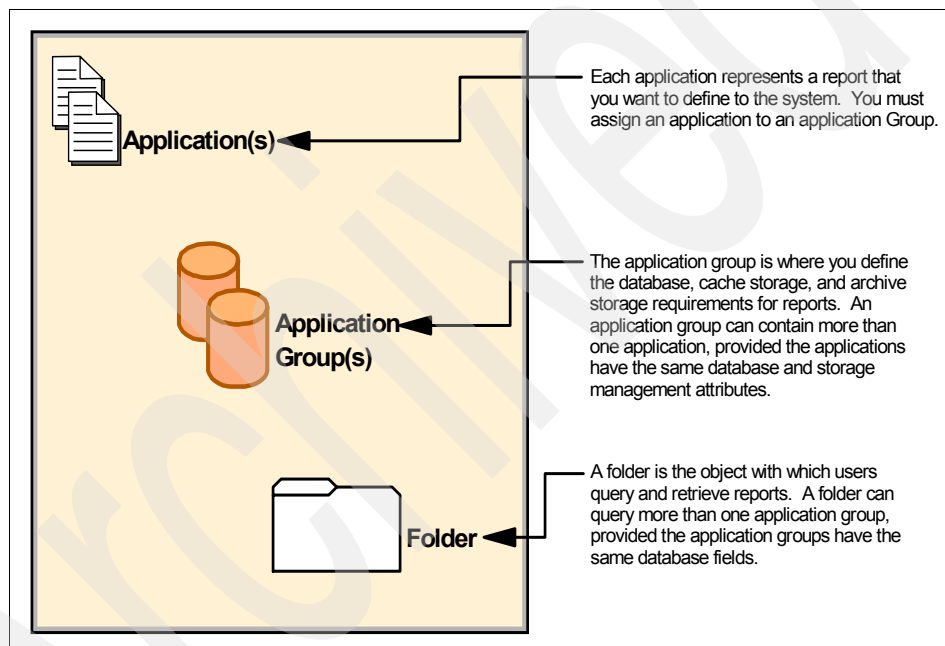 Application(s)
Each application represents a report that
you want to define to the system. You must
assign an application to an application Group.
Application
Group(s)
The application group is where you define
the database, cache storage, and archive
storage requirements for reports. An
application group can contain more than
one application, provided the applications
have the same database and storage
management attributes.
Folder
A folder is the object with which users
query and retrieve reports. A folder can
query more than one application group,
provided the application groups have the
same database fields.